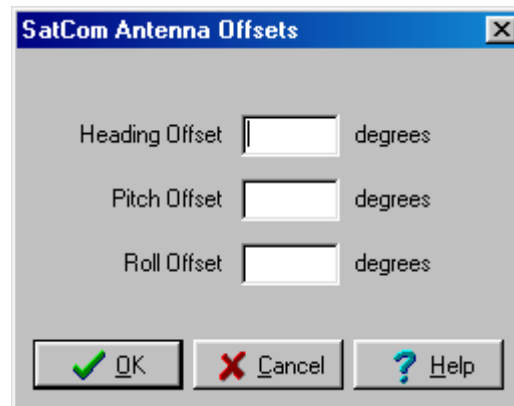 SatCom Antenna Offsets
Heading Offset degrees
Pitch Offset degrees
Roll Offset degrees
OK Cancel Help